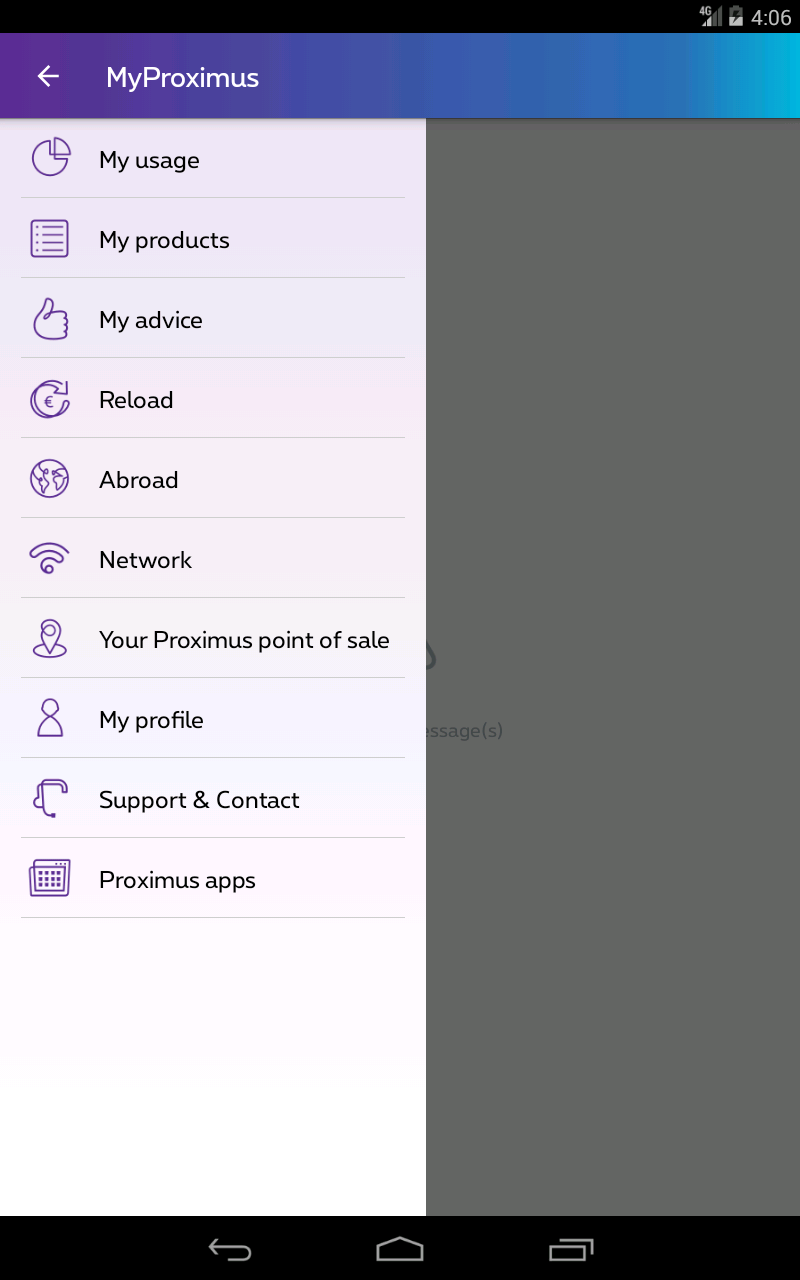 4G 4:06
MyProximus
My usage
My products
My advice
Reload
€
Abroad
Network
Your Proximus point of sale
My profile
Support & Contact
Proximus apps